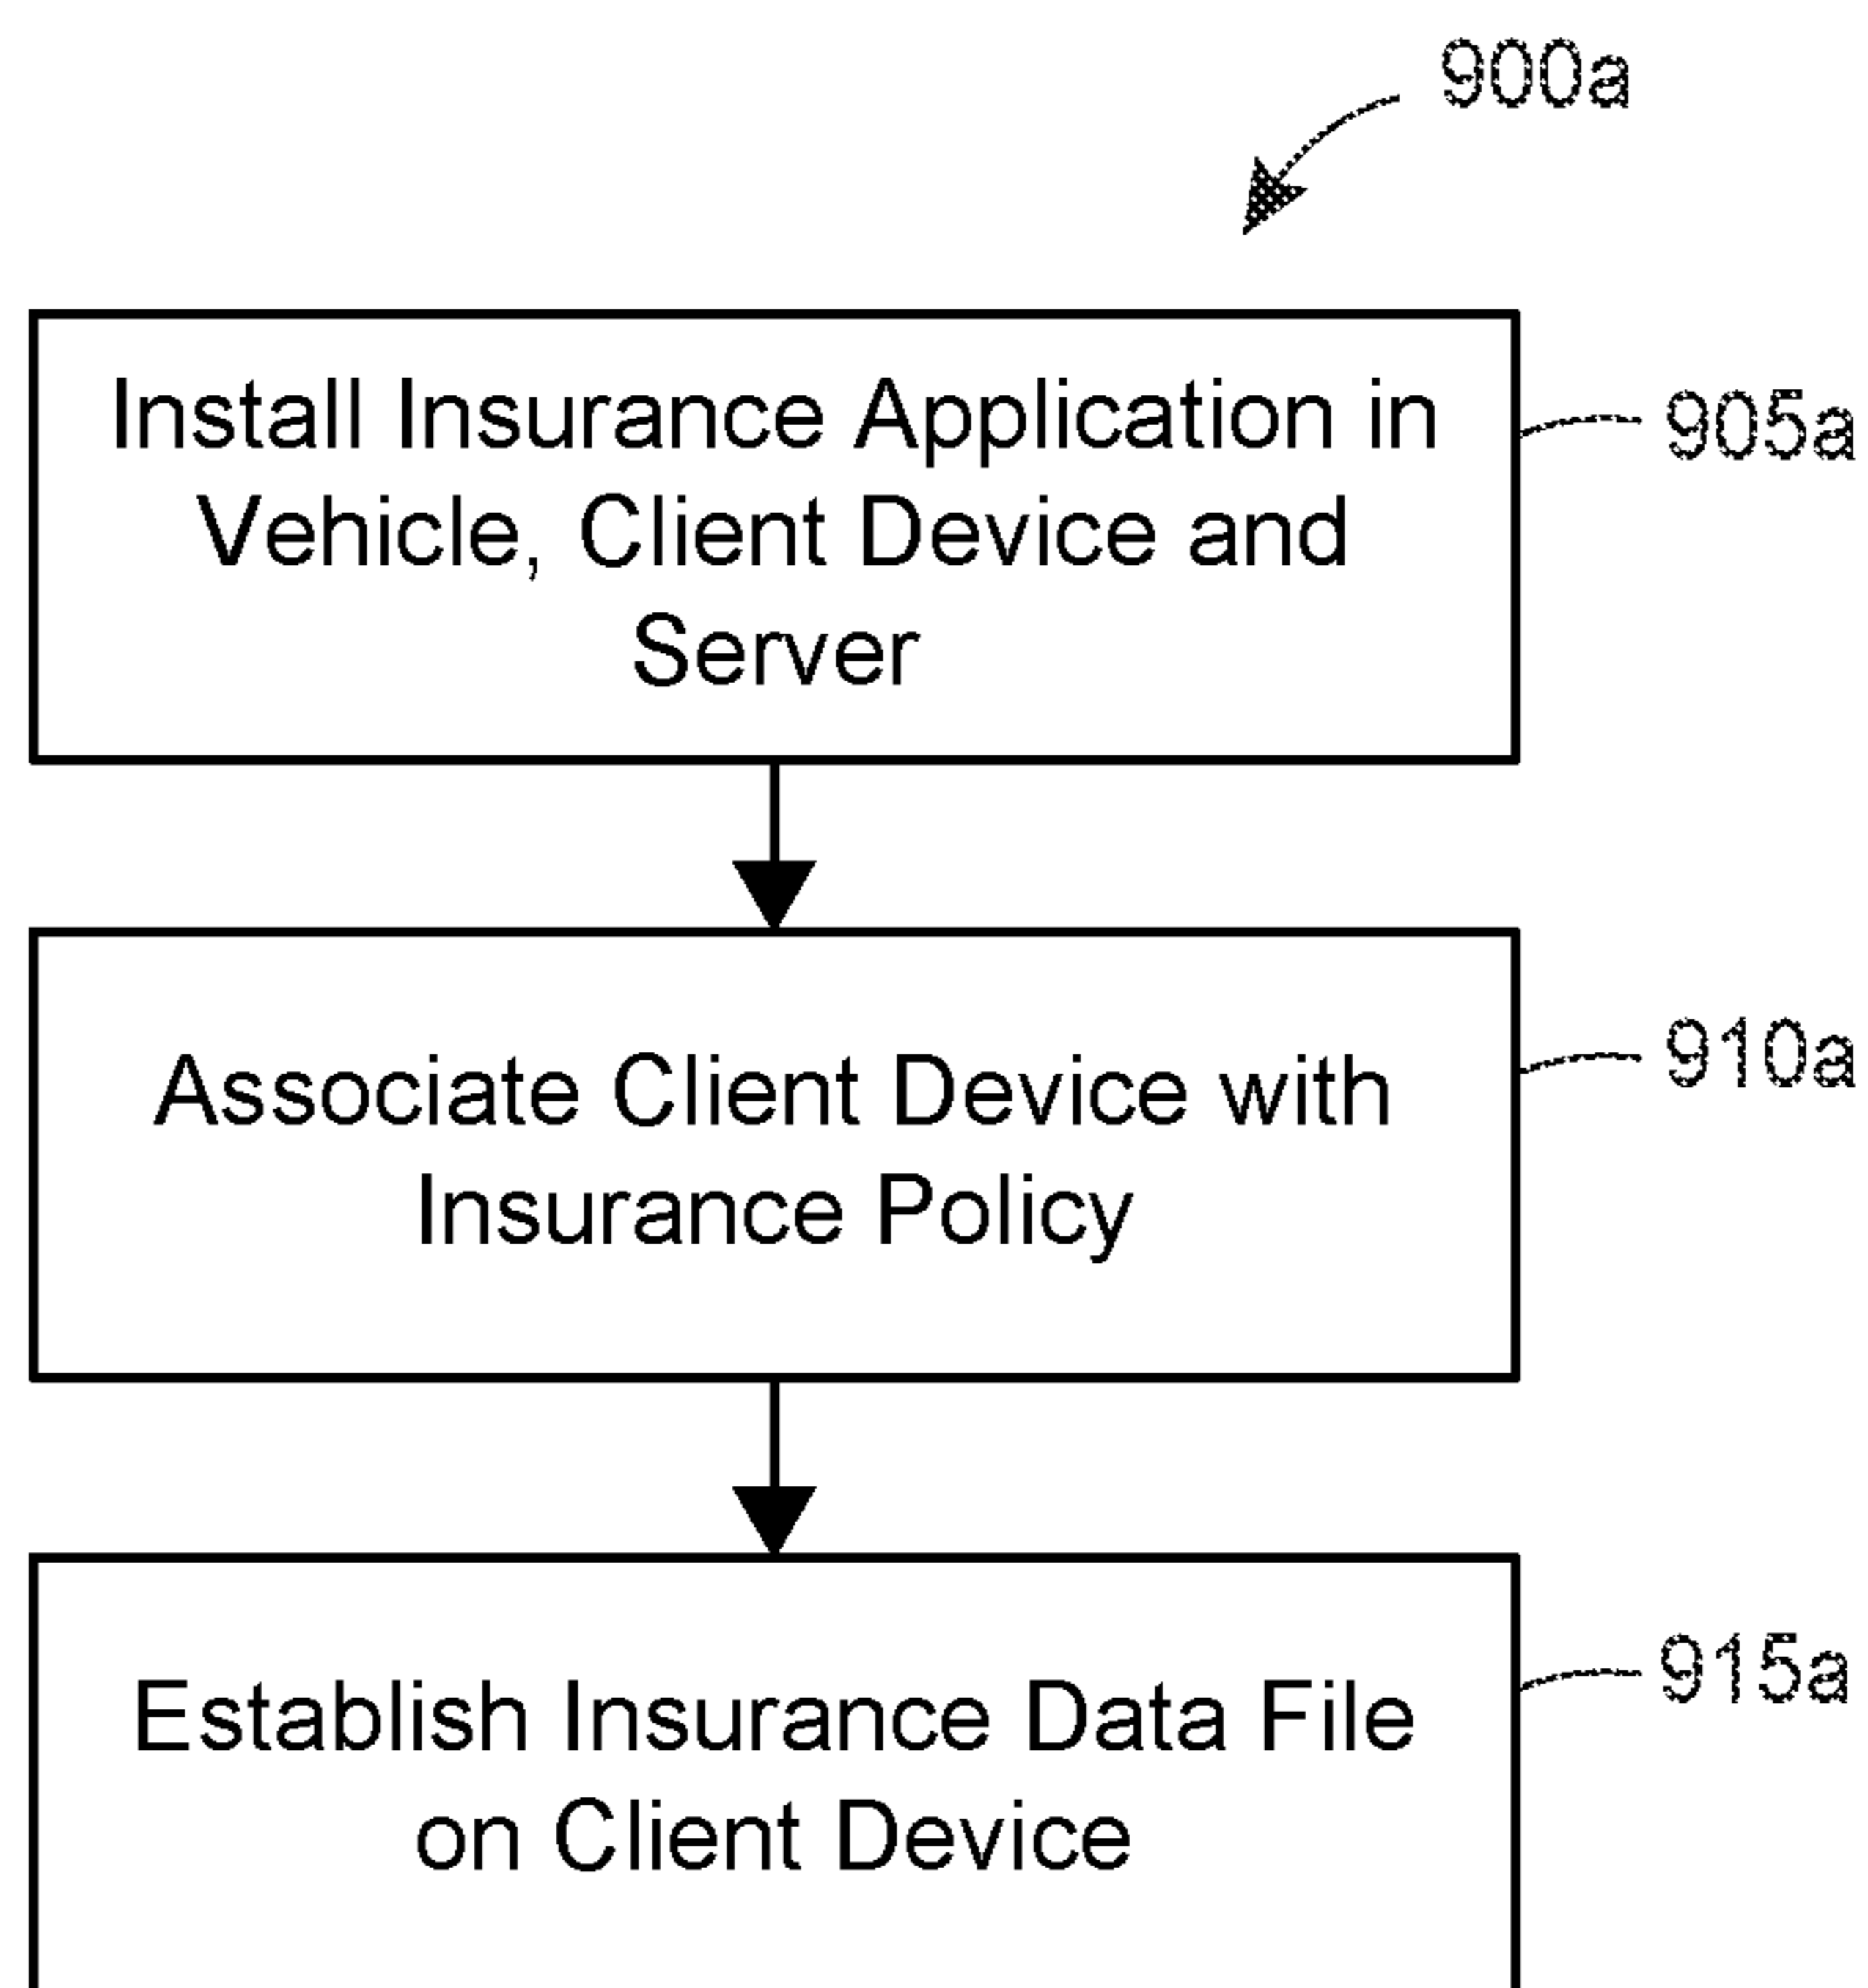 900a
Install Insurance Application in
Vehicle, Client Device and
Server
905a
Associate Client Device with
Insurance Policy
910a
Establish Insurance Data File
on Client Device
915a